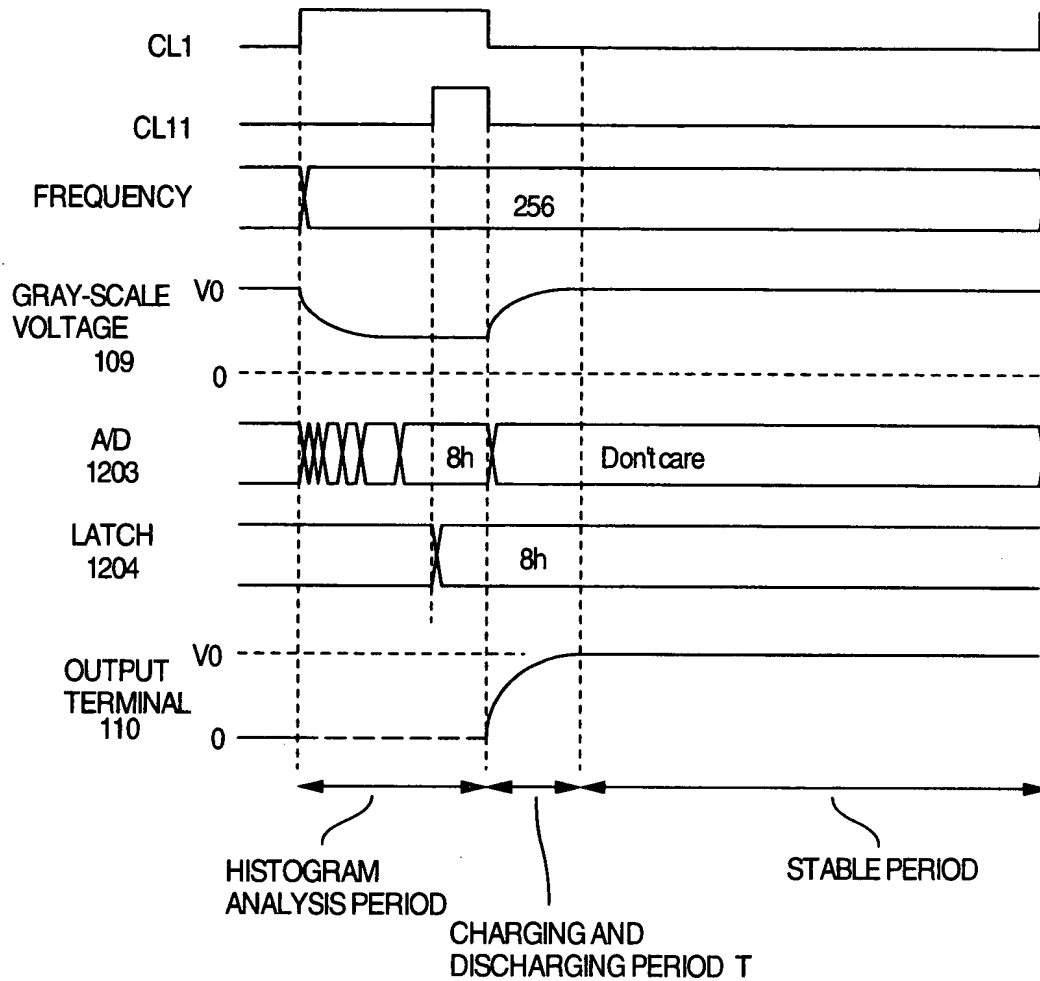 CL1
CL11
FREQUENCY
256
GRAY-SCALE
VOLTAGE
109
V0
0
A/D
1203
8h
Don't care
LATCH
1204
8h
OUTPUT
TERMINAL
110
V0
0
HISTOGRAM
ANALYSIS PERIOD
CHARGING AND
DISCHARGING PERIOD T
STABLE PERIOD